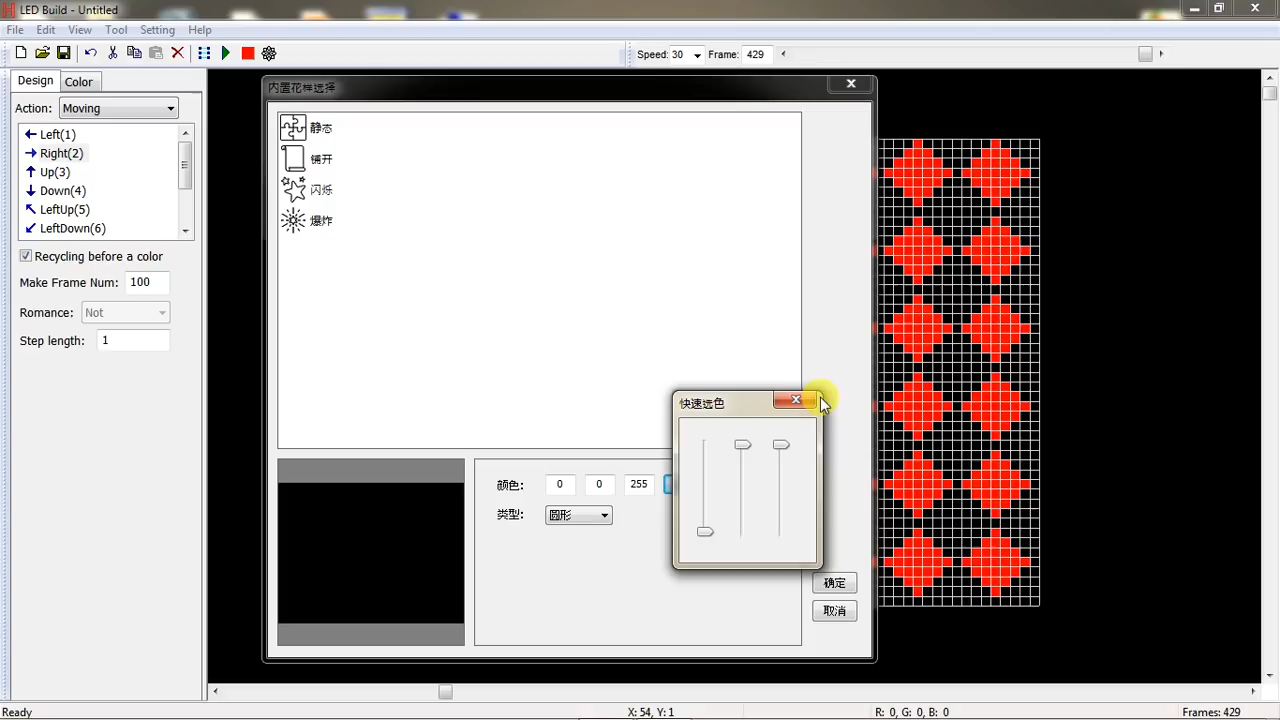 LED Build - Untitled
File Edit View Tool Setting Help
Speed: 30 Frame: 429
Design Color
Action: Moving
Left(1)
Right(2)
Up(3)
Down(4)
LeftUp(5)
LeftDown(6)
Recycling before a color
Make Frame Num: 100
Romance: Not
Step length: 1
内置花样选择
静态
铺开
闪烁
爆炸
快速选色
颜色: 0 0 255
类型: 圆形
确定
取消
Ready X: 54, Y: 1 R: 0, G: 0, B: 0 Frames: 429